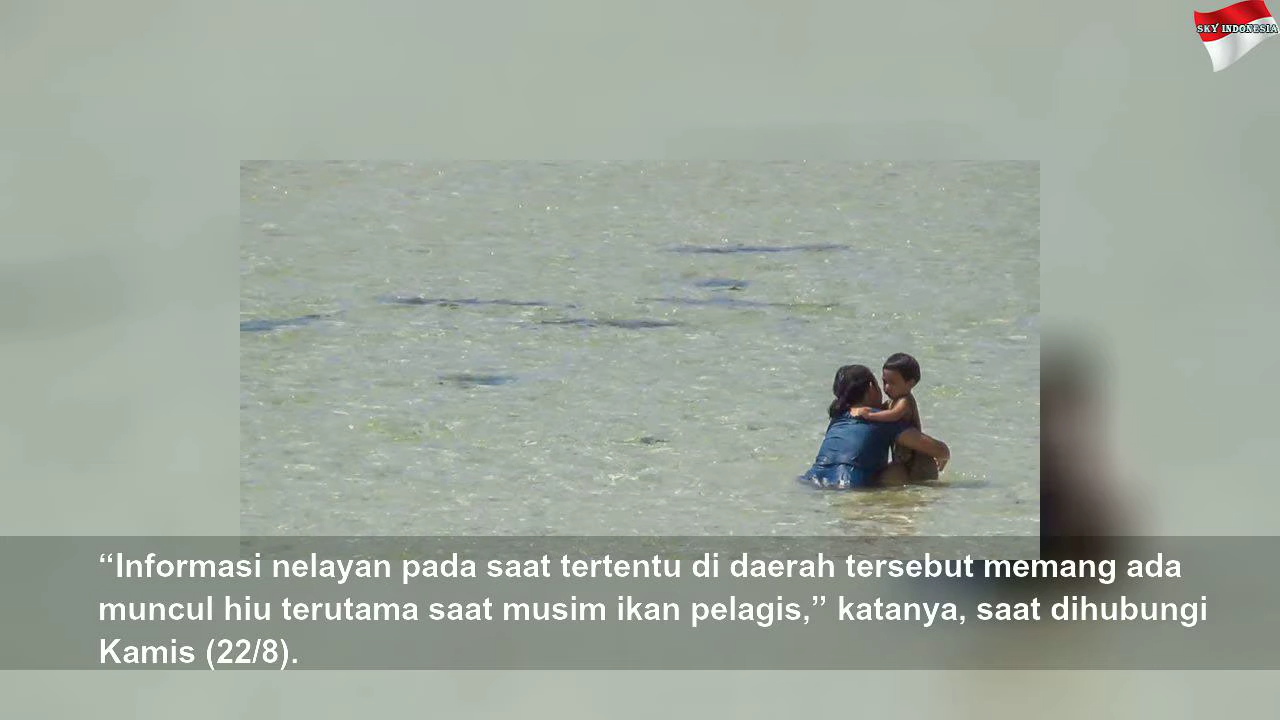 SKY INDONESIA
“Informasi nelayan pada saat tertentu di daerah tersebut memang ada
muncul hiu terutama saat musim ikan pelagis,” katanya, saat dihubungi
Kamis (22/8).